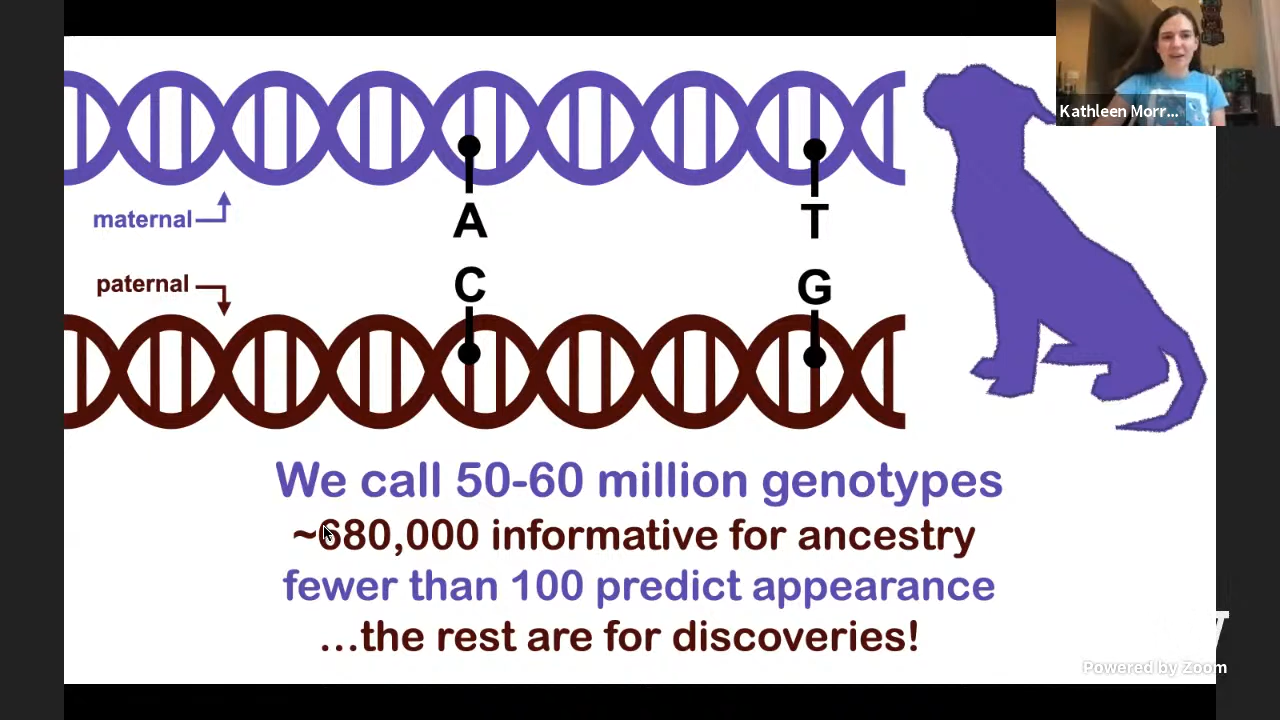 Kathleen Morr...
maternal
A
T
paternal
C
G
We call 50-60 million genotypes
~680,000 informative for ancestry
fewer than 100 predict appearance
...the rest are for discoveries!
Powered by Zoom